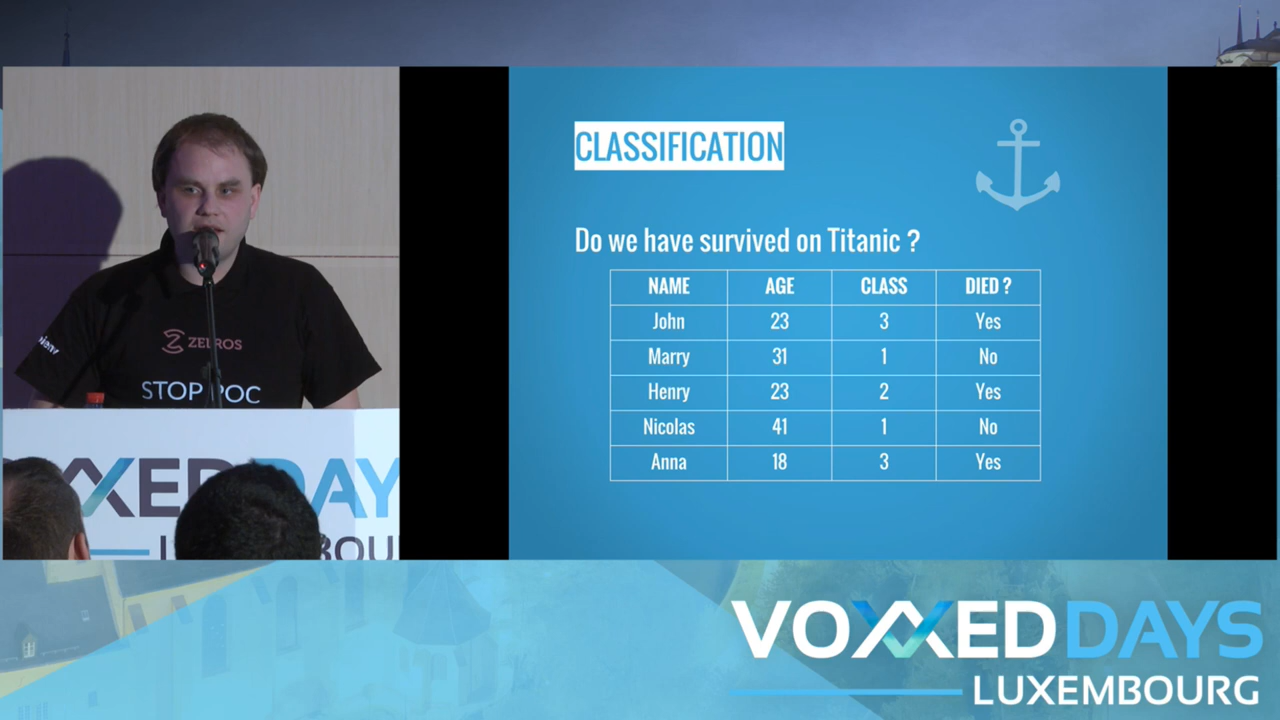 CLASSIFICATION
Do we have survived on Titanic ?
NAME AGE CLASS DIED ?
John 23 3 Yes
Marry 31 1 No
Henry 23 2 Yes
Nicolas 41 1 No
Anna 18 3 Yes
ZELROS
STOP POC
VOXXED DAYS
LUXEMBOURG